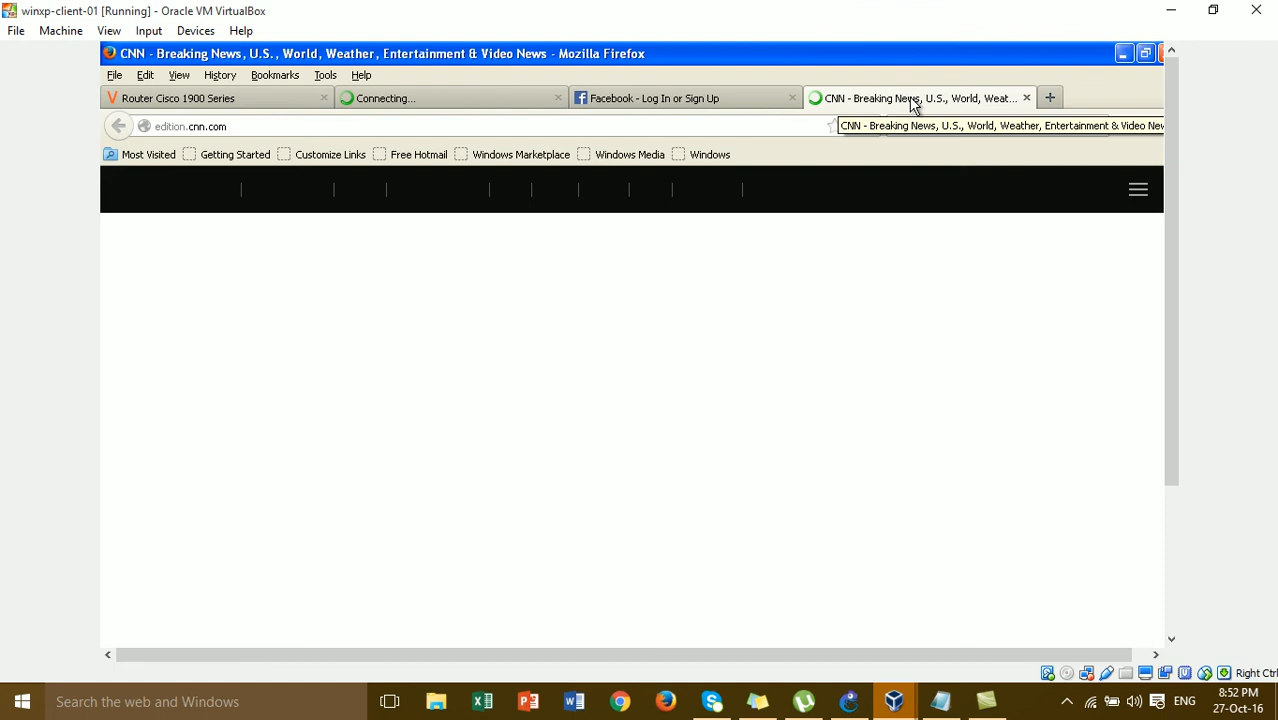 winxp-client-01 [Running] - Oracle VM VirtualBox
File Machine View Input Devices Help
CNN - Breaking News, U.S., World, Weather, Entertainment & Video News - Mozilla Firefox
File Edit View History Bookmarks Tools Help
Router Cisco 1900 Series Connecting... Facebook - Log In or Sign Up CNN - Breaking News, U.S., World, Weat...
edition.cnn.com
CNN - Breaking News, U.S., World, Weather, Entertainment & Video Nev
Most Visited Getting Started Customize Links Free Hotmail Windows Marketplace Windows Media Windows
Right Ctrl
Search the web and Windows
ENG
8:52 PM
27-Oct-16